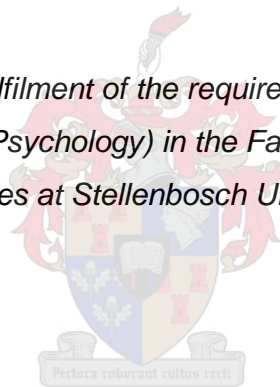 lfilment of the require
Psychology) in the Fa
es at Stellenbosch U
Pectora roborant cultus recti